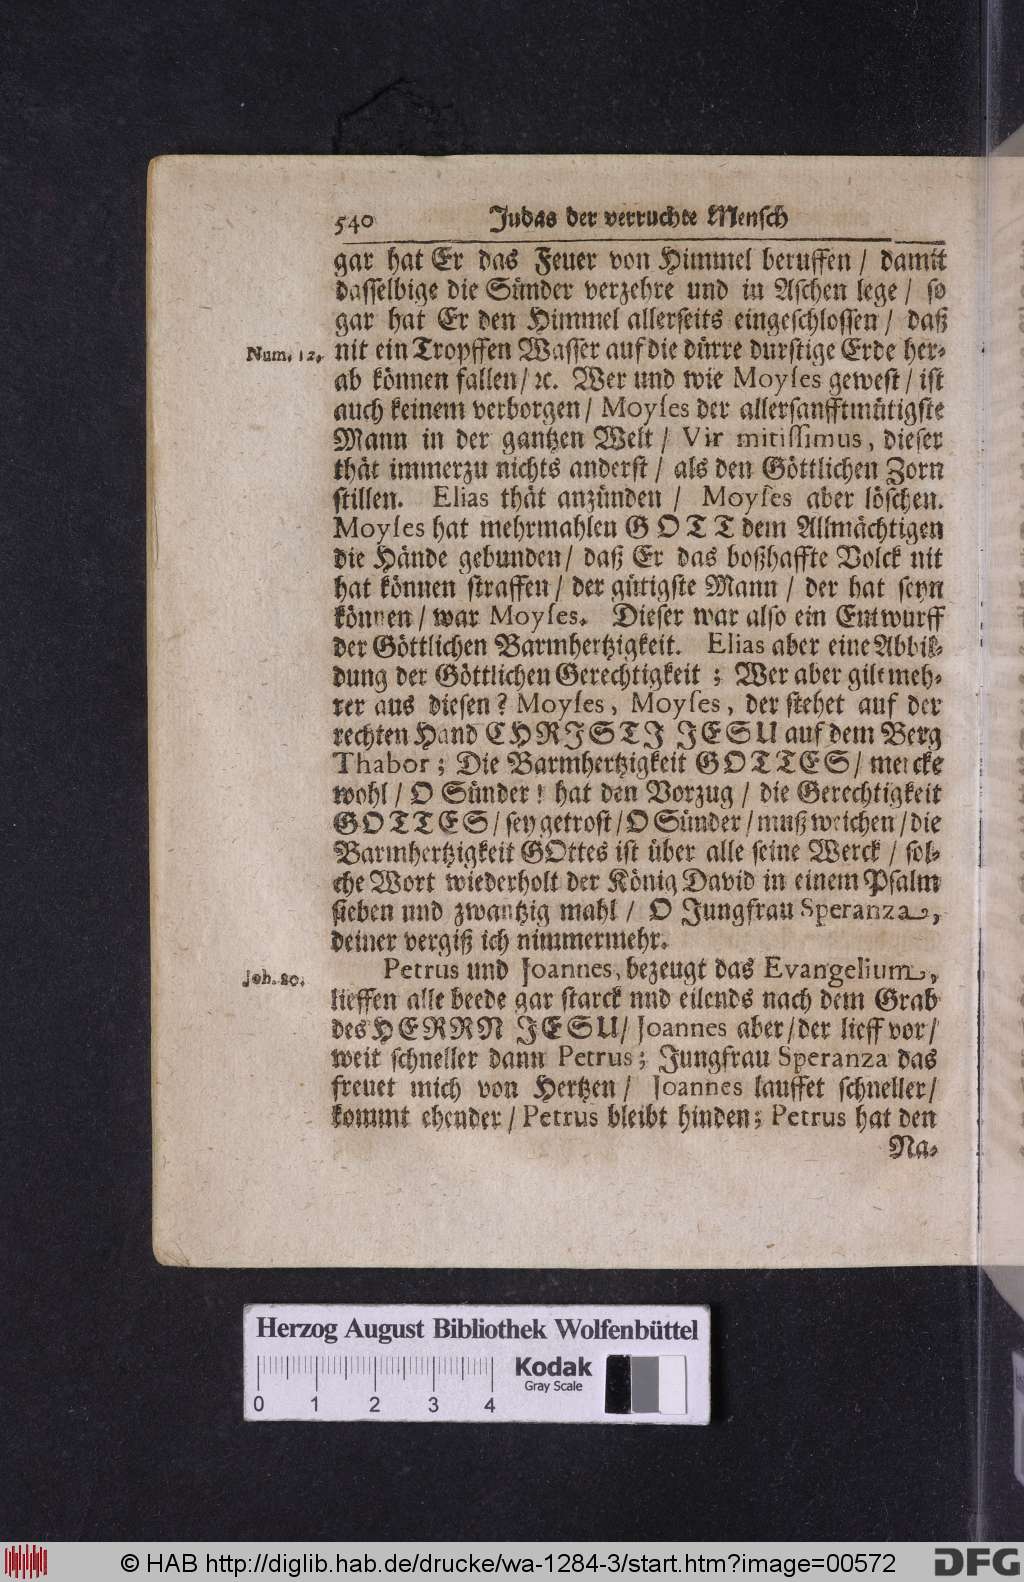 540 Judas der verruchte Mensch
gar hat Er das Feuer von Himmel beruffen / damit
dasselbige die Sünder verzehre und in Aschen lege / so
gar hat Er den Himmel allerseits eingeschlossen / daß
Num. 12. nit ein Tropffen Wasser auf die dürre durstige Erde her-
ab können fallen / ꝛc. Wer und wie Moyses gewest / ist
auch keinem verborgen / Moyses der allersanfftmütigste
Mann in der gantzen Welt / Vir mitissimus, dieser
thät immerzu nichts anderst / als den Göttlichen Zorn
stillen. Elias thät anzünden / Moyses aber löschen.
Moyses hat mehrmahlen GOTT dem Allmächtigen
die Hände gebunden / daß Er das boßhaffte Volck nit
hat können straffen / der gütigste Mann / der hat seyn
können / war Moyses. Dieser war also ein Entwurff
der Göttlichen Barmhertzigkeit. Elias aber eine Abbil-
dung der Göttlichen Gerechtigkeit ; Wer aber gilt meh-
rer aus diesen? Moyses, Moyses, der stehet auf der
rechten Hand CHRISTI JESU auf dem Berg
Thabor ; Die Barmhertzigkeit GOTTES / mercke
wohl / O Sünder ! hat den Vorzug / die Gerechtigkeit
GOTTES / sey getrost / O Sünder / muß weichen / die
Barmhertzigkeit GOttes ist über alle seine Werck / sol-
che Wort wiederholt der König David in einem Psalm
sieben und zwantzig mahl / O Jungfrau Speranza,
deiner vergiß ich nimmermehr.
Joh. 20. Petrus und Joannes, bezeugt das Evangelium,
lieffen alle beede gar starck und eilends nach dem Grab
des HERRN JESU / Joannes aber / der lieff vor /
weit schneller dann Petrus ; Jungfrau Speranza das
freuet mich von Hertzen / Joannes lauffet schneller /
kommt ehender / Petrus bleibt hinden ; Petrus hat den
Na-
Herzog August Bibliothek Wolfenbüttel
Kodak
Gray Scale
0 1 2 3 4
© HAB http://diglib.hab.de/drucke/wa-1284-3/start.htm?image=00572
DFG